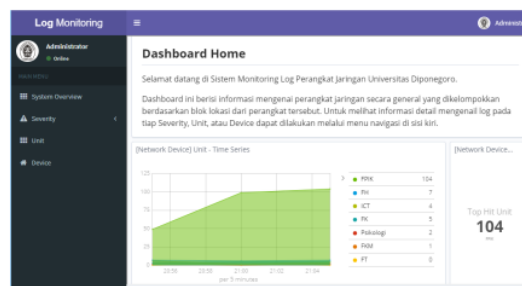 Log Monitoring
Administrator
Online
MAIN MENU
System Overview
Severity
Unit
Device
Dashboard Home
Selamat datang di Sistem Monitoring Log Perangkat Jaringan Universitas Diponegoro.
Dashboard ini berisi informasi mengenai perangkat jaringan secara general yang dikelompokkan
berdasarkan blok lokasi dari perangkat tersebut. Untuk melihat informasi detail mengenail log pada
tiap Severity, Unit, atau Device dapat dilakukan melalui menu navigasi di sisi kiri.
[Network Device] Unit - Time Series
125
100
75
50
25
0
20:56 20:58 21:00 21:02 21:04
per 5 minutes
FPIK 104
FH 7
ICT 4
FK 5
Psikologi 2
FKM 1
FT 0
[Network Device...
Top Hit Unit
104